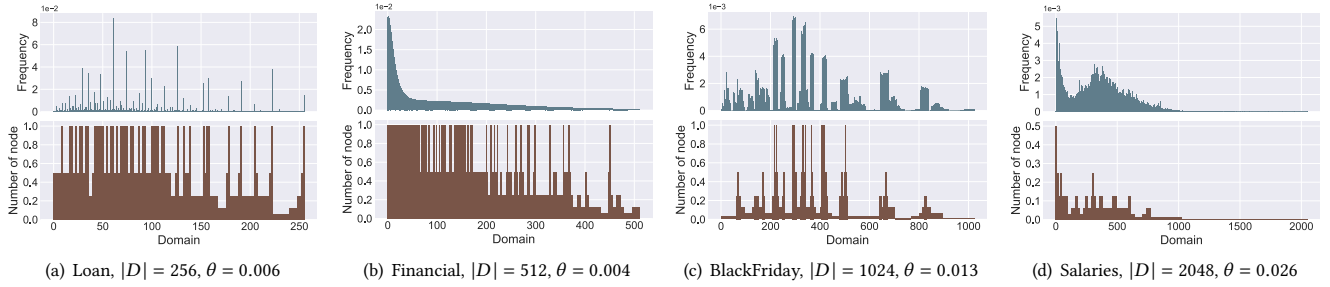 1e−2
Frequency
8
6
4
2
0
Number of node
1.0
0.8
0.6
0.4
0.2
0.0
0 50 100 150 200 250
Domain
(a) Loan, |D| = 256, θ = 0.006
1e−2
Frequency
2.0
1.5
1.0
0.5
0.0
Number of node
1.0
0.8
0.6
0.4
0.2
0.0
0 100 200 300 400 500
Domain
(b) Financial, |D| = 512, θ = 0.004
1e−3
Frequency
6
4
2
0
Number of node
1.0
0.8
0.6
0.4
0.2
0.0
0 200 400 600 800 1000
Domain
(c) BlackFriday, |D| = 1024, θ = 0.013
1e−3
Frequency
5
4
3
2
1
0
Number of node
0.5
0.4
0.3
0.2
0.1
0.0
0 500 1000 1500 2000
Domain
(d) Salaries, |D| = 2048, θ = 0.026